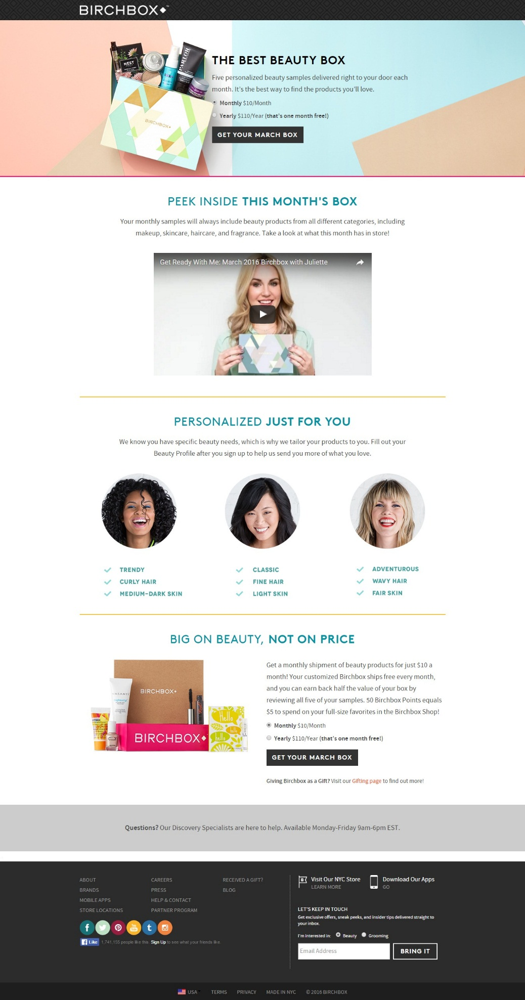 BIRCHBOX
THE BEST BEAUTY BOX
Five personalized beauty samples delivered right to your door each
month. It's the best way to find the products you'll love.
Monthly $10/Month
Yearly $110/Year (that's one month free!)
GET YOUR MARCH BOX
NEST
PARLOR
BIRCHBOX
PEEK INSIDE THIS MONTH'S BOX
Your monthly samples will always include beauty products from all different categories, including
makeup, skincare, haircare, and fragrance. Take a look at what this month has in store!
Get Ready With Me: March 2016 Birchbox with Juliette
PERSONALIZED JUST FOR YOU
We know you have specific beauty needs, which is why we tailor your products to you. Fill out your
Beauty Profile after you sign up to help us send you more of what you love.
TRENDY
CURLY HAIR
MEDIUM-DARK SKIN
CLASSIC
FINE HAIR
LIGHT SKIN
ADVENTUROUS
WAVY HAIR
FAIR SKIN
BIG ON BEAUTY, NOT ON PRICE
BIRCHBOX
VASANTI
Hello
hello
hello
BIRCHBOX
Get a monthly shipment of beauty products for just $10 a
month! Your customized Birchbox ships free every month,
and you can earn back half the value of your box by
reviewing all five of your samples. 50 Birchbox Points equals
$5 to spend on your full-size favorites in the Birchbox Shop!
Monthly $10/Month
Yearly $110/Year (that's one month free!)
GET YOUR MARCH BOX
Giving Birchbox as a Gift? Visit our Gifting page to find out more!
Questions? Our Discovery Specialists are here to help. Available Monday-Friday 9am-6pm EST.
ABOUT
BRANDS
MOBILE APPS
STORE LOCATIONS
CAREERS
PRESS
HELP & CONTACT
PARTNER PROGRAM
RECEIVED A GIFT?
BLOG
Like 1,741,155 people like this. Sign Up to see what your friends like.
Visit Our NYC Store
LEARN MORE
Download Our Apps
GO
LET'S KEEP IN TOUCH
Get exclusive offers, sneak peeks, and insider tips delivered straight to
your inbox.
I'm interested in: Beauty Grooming
Email Address
BRING IT
USA TERMS PRIVACY MADE IN NYC © 2016 BIRCHBOX